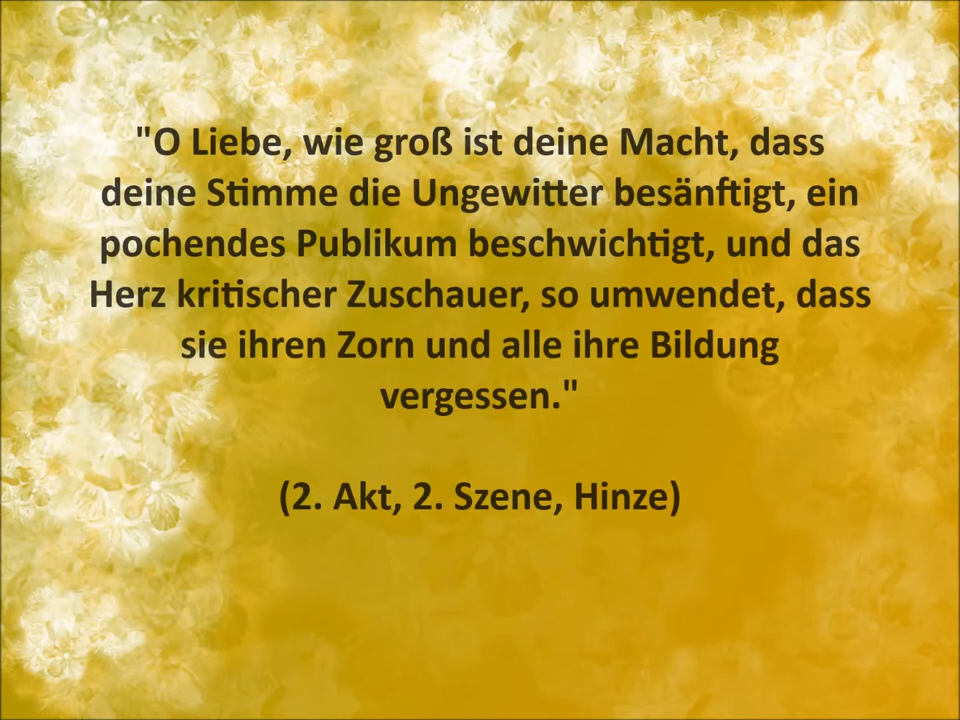 "O Liebe, wie groß ist deine Macht, dass
deine Stimme die Ungewitter besänftigt, ein
pochendes Publikum beschwichtigt, und das
Herz kritischer Zuschauer, so umwendet, dass
sie ihren Zorn und alle ihre Bildung
vergessen."
(2. Akt, 2. Szene, Hinze)